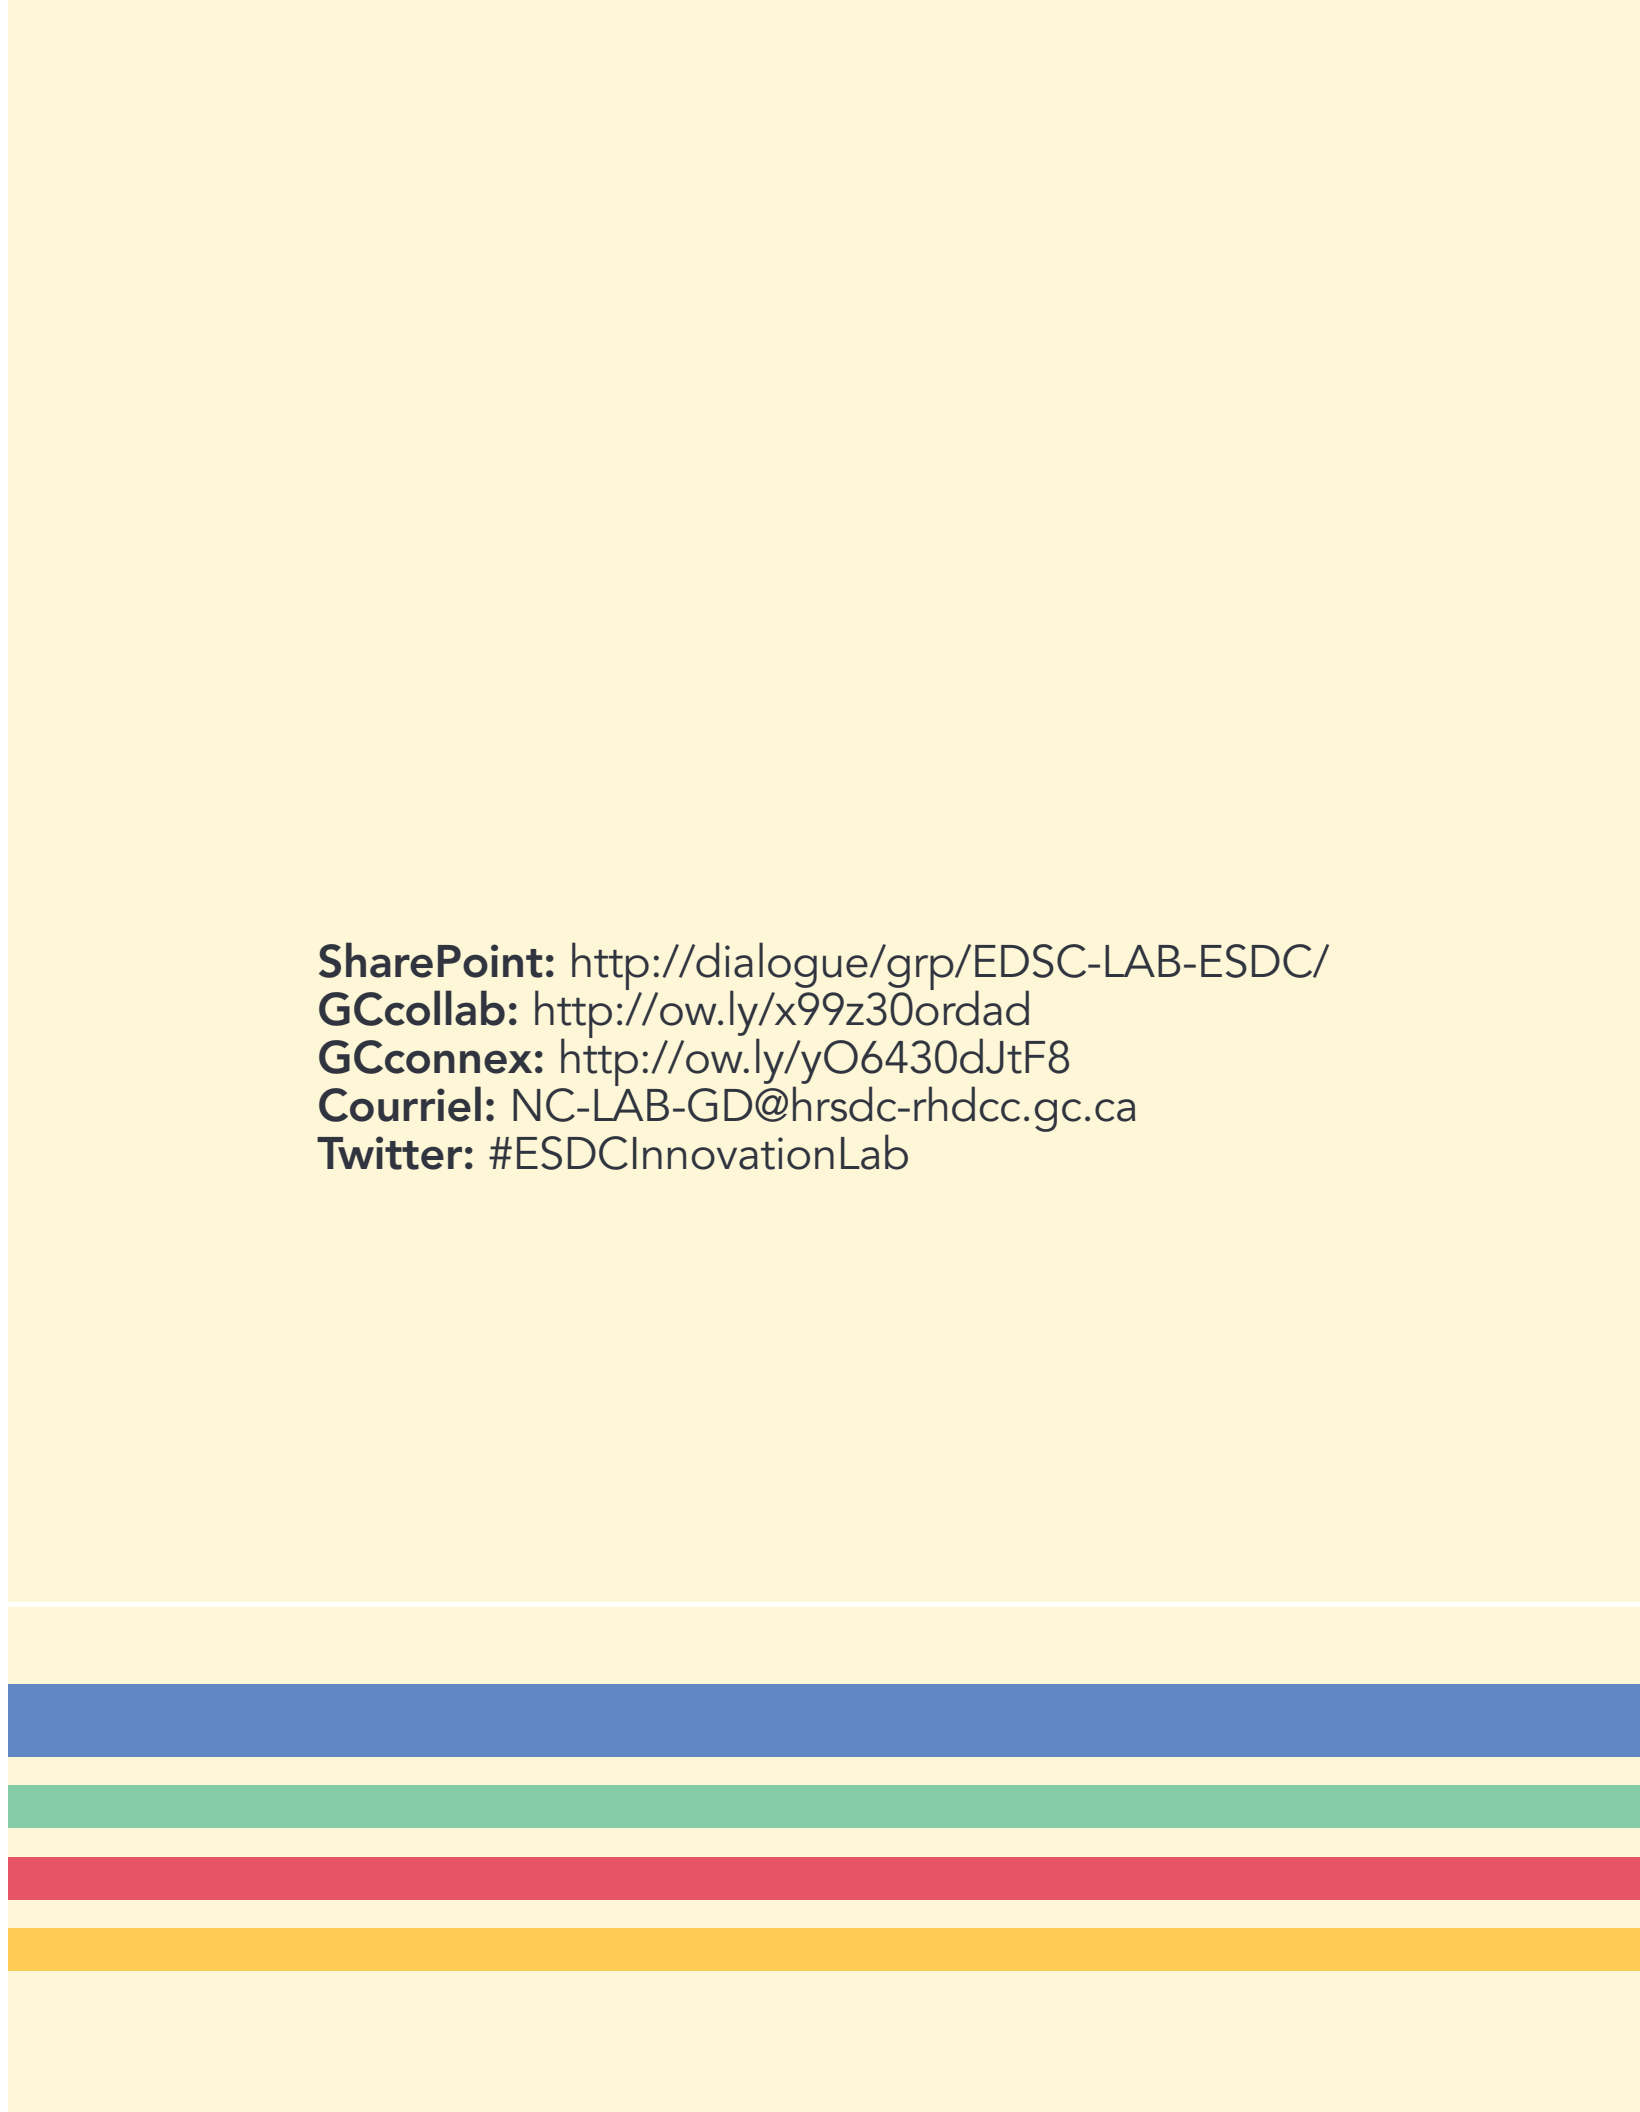 SharePoint: http://dialogue/grp/EDSC-LAB-ESDC/
GCcollab: http://ow.ly/x99z30ordad
GCconnex: http://ow.ly/yO6430dJtF8
Courriel: NC-LAB-GD@hrsdc-rhdcc.gc.ca
Twitter: #ESDCInnovationLab